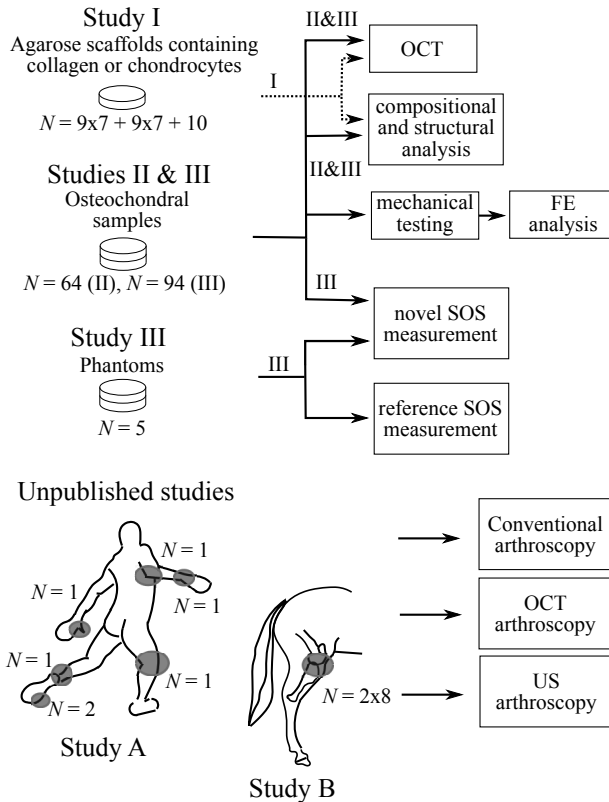 Study I
Agarose scaffolds containing
collagen or chondrocytes
N = 9x7 + 9x7 + 10
Studies II & III
Osteochondral
samples
N = 64 (II), N = 94 (III)
Study III
Phantoms
N = 5
II&III
I
II&III
III
III
OCT
compositional
and structural
analysis
mechanical
testing
FE
analysis
novel SOS
measurement
reference SOS
measurement
Unpublished studies
N = 1
N = 1
N = 1
N = 1
N = 1
N = 2
Study A
N = 2x8
Study B
Conventional
arthroscopy
OCT
arthroscopy
US
arthroscopy